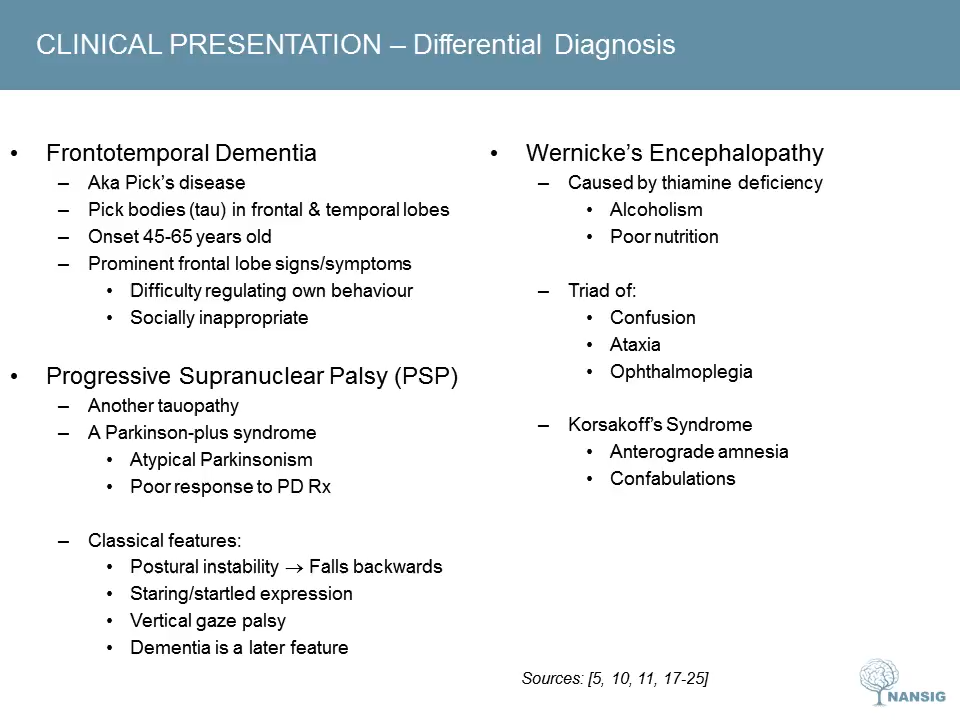 CLINICAL PRESENTATION – Differential Diagnosis
• Frontotemporal Dementia
– Aka Pick's disease
– Pick bodies (tau) in frontal & temporal lobes
– Onset 45-65 years old
– Prominent frontal lobe signs/symptoms
• Difficulty regulating own behaviour
• Socially inappropriate
• Progressive Supranuclear Palsy (PSP)
– Another tauopathy
– A Parkinson-plus syndrome
• Atypical Parkinsonism
• Poor response to PD Rx
– Classical features:
• Postural instability → Falls backwards
• Staring/startled expression
• Vertical gaze palsy
• Dementia is a later feature
• Wernicke's Encephalopathy
– Caused by thiamine deficiency
• Alcoholism
• Poor nutrition
– Triad of:
• Confusion
• Ataxia
• Ophthalmoplegia
– Korsakoff's Syndrome
• Anterograde amnesia
• Confabulations
Sources: [5, 10, 11, 17-25]
NANSIG